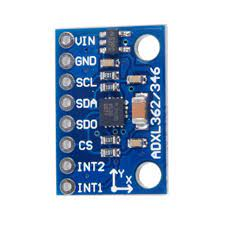 VIN
GND
SCL
SDA
SDO
CS
INT2
INT1
Y
X
ADXL362/346